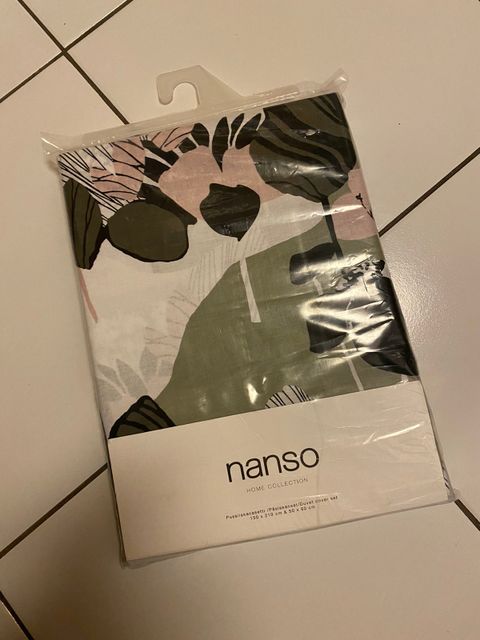 nanso
HOME COLLECTION
Pussilakanasetti /Påslakanset/Duvet cover set
150 x 210 cm & 50 x 60 cm